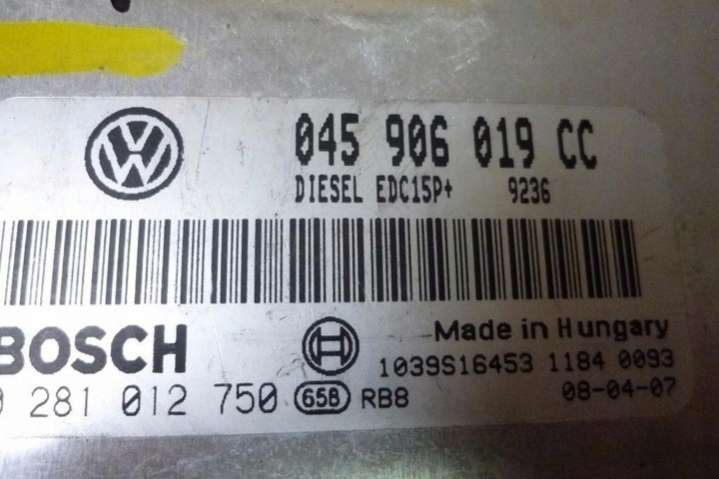 045 906 019 CC
DIESEL EDC15P+ 9236
BOSCH
Made in Hungary
1039S16453 1184 0093
0 281 012 750 658 RB8
08-04-07